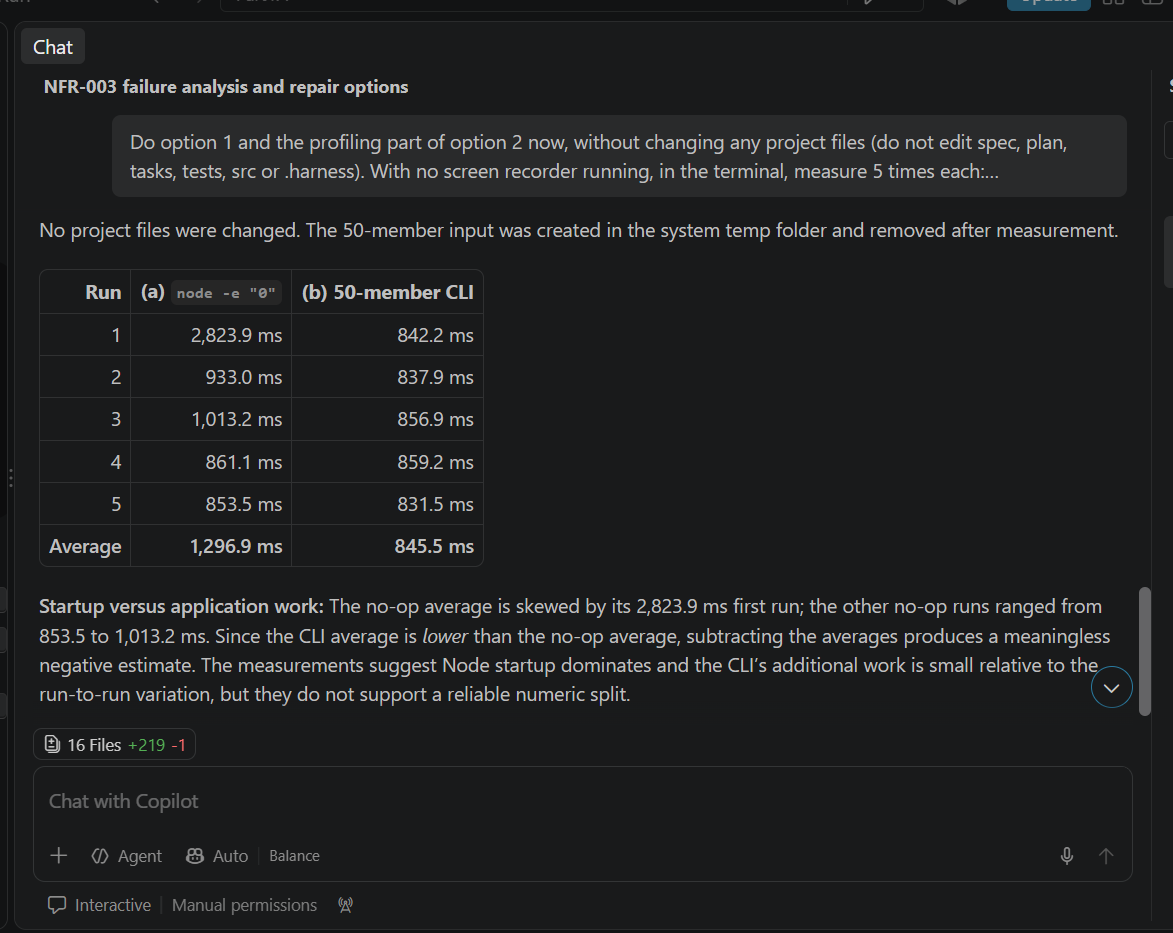 Chat
NFR-003 failure analysis and repair options
Do option 1 and the profiling part of option 2 now, without changing any project files (do not edit spec, plan,
tasks, tests, src or .harness). With no screen recorder running, in the terminal, measure 5 times each:...
No project files were changed. The 50-member input was created in the system temp folder and removed after measurement.
Run (a) node -e "0" (b) 50-member CLI
1 2,823.9 ms 842.2 ms
2 933.0 ms 837.9 ms
3 1,013.2 ms 856.9 ms
4 861.1 ms 859.2 ms
5 853.5 ms 831.5 ms
Average 1,296.9 ms 845.5 ms
Startup versus application work: The no-op average is skewed by its 2,823.9 ms first run; the other no-op runs ranged from
853.5 to 1,013.2 ms. Since the CLI average is lower than the no-op average, subtracting the averages produces a meaningless
negative estimate. The measurements suggest Node startup dominates and the CLI’s additional work is small relative to the
run-to-run variation, but they do not support a reliable numeric split.
16 Files +219 -1
Chat with Copilot
Agent Auto Balance
Interactive Manual permissions